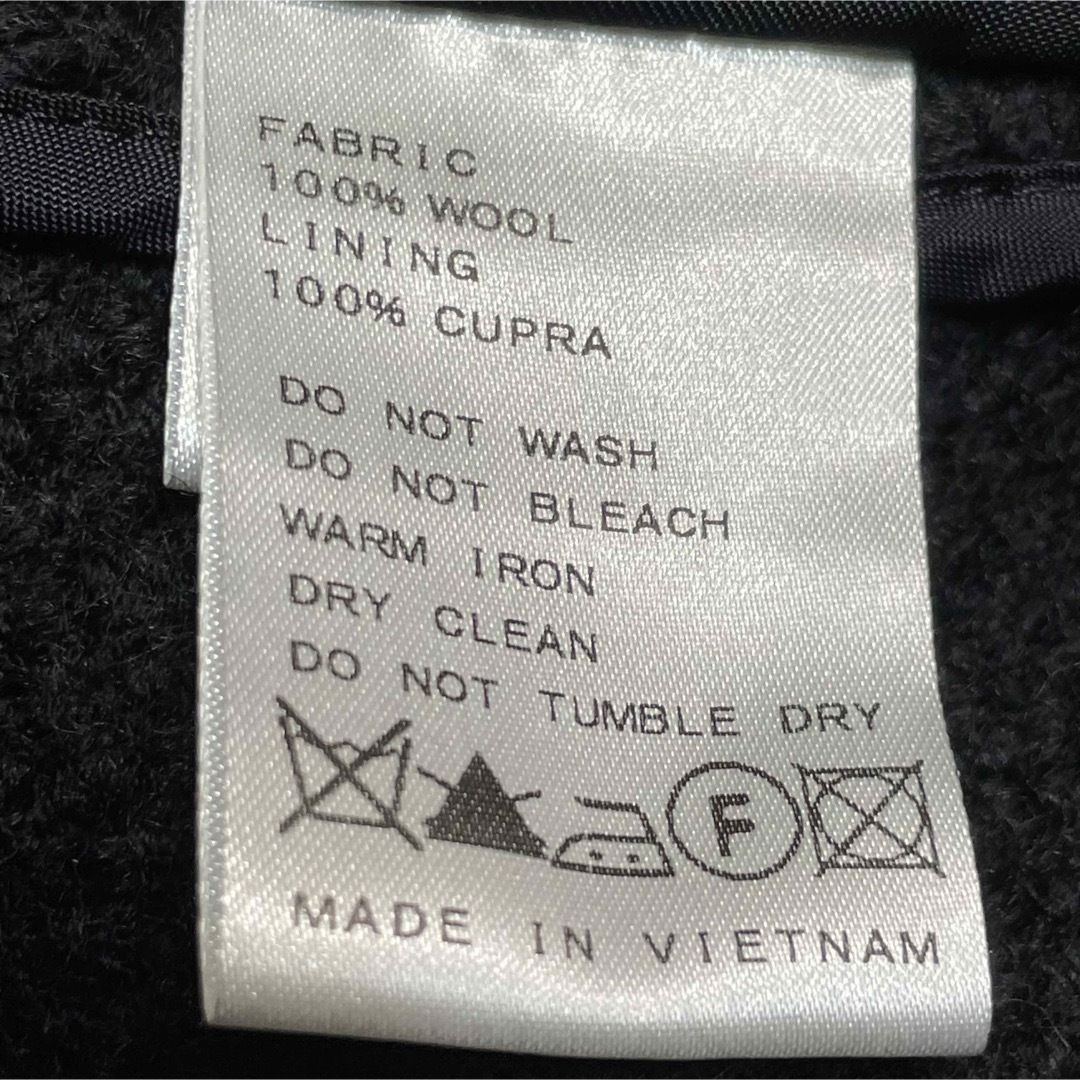 FABRIC
100% WOOL
LINING
100% CUPRA
DO NOT WASH
DO NOT BLEACH
WARM IRON
DRY CLEAN
DO NOT TUMBLE DRY
F
MADE IN VIETNAM